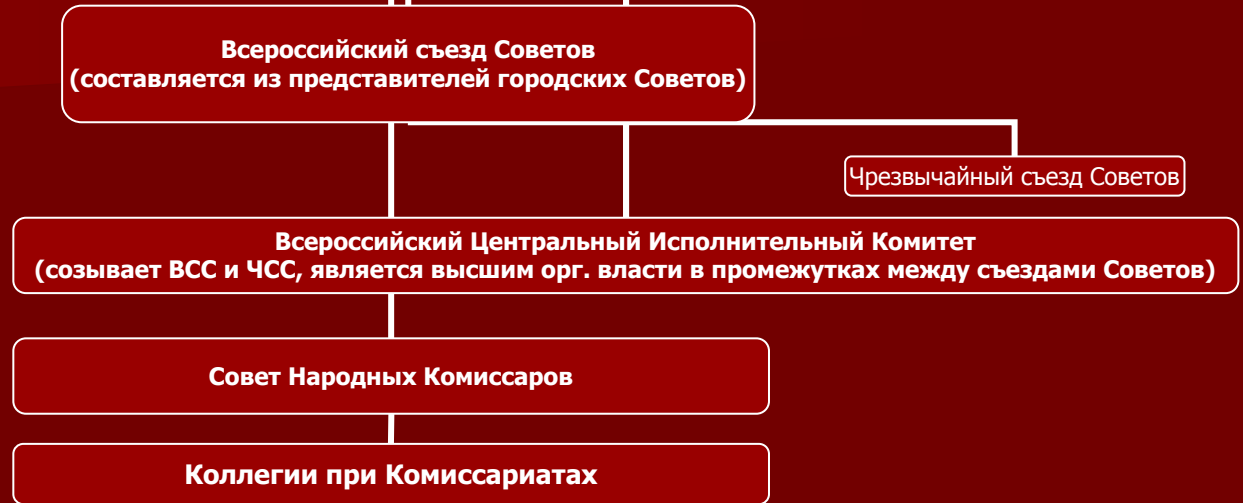 Всероссийский съезд Советов
(составляется из представителей городских Советов)
Чрезвычайный съезд Советов
Всероссийский Центральный Исполнительный Комитет
(созывает ВСС и ЧСС, является высшим орг. власти в промежутках между съездами Советов)
Совет Народных Комиссаров
Коллегии при Комиссариатах